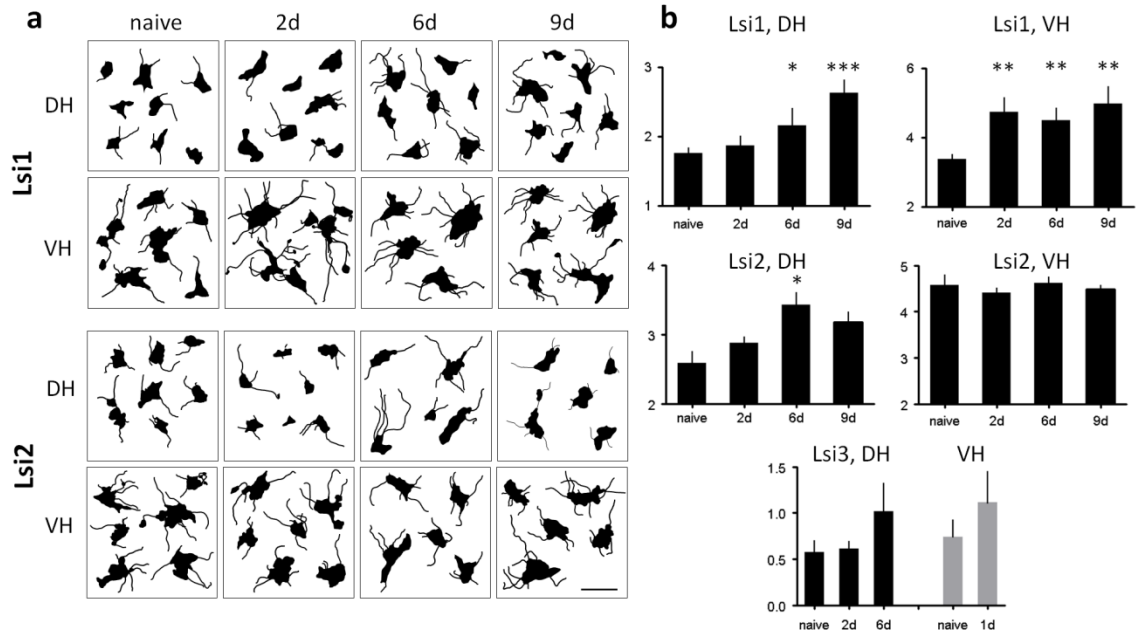 a
naive 2d 6d 9d
Lsi1
DH
VH
Lsi2
DH
VH
b
Lsi1, DH
3
2
1
* ***
naive 2d 6d 9d
Lsi1, VH
6
4
2
** ** **
naive 2d 6d 9d
Lsi2, DH
4
3
2
*
naive 2d 6d 9d
Lsi2, VH
5
4
3
2
naive 2d 6d 9d
Lsi3, DH VH
1.5
1.0
0.5
0.0
naive 2d 6d naive 1d